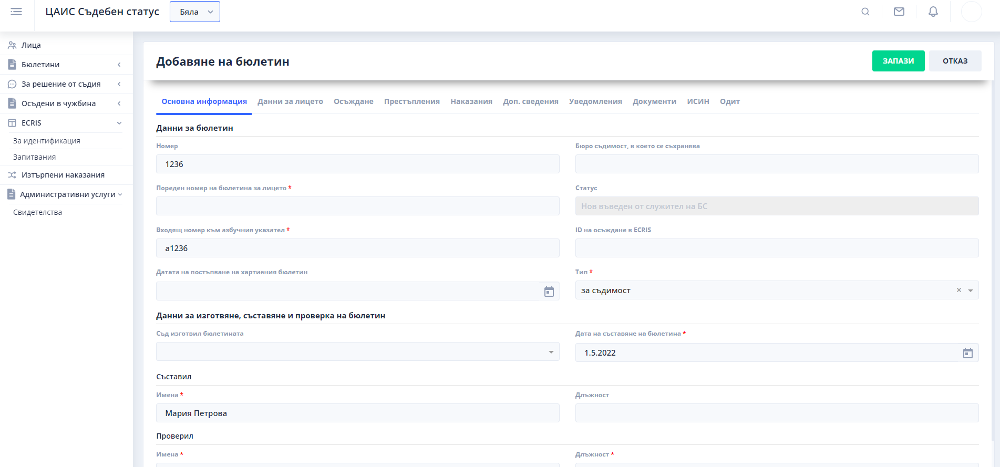 ЦАИС Съдебен статус
Бяла
Лица
Бюлетини
За решение от съдия
Осъдени в чужбина
ECRIS
За идентификация
Запитвания
Изтърпени наказания
Административни услуги
Свидетелства
Добавяне на бюлетин
ЗАПАЗИ
ОТКАЗ
Основна информация
Данни за лицето
Осъждане
Престъпления
Наказания
Доп. сведения
Уведомления
Документи
ИСИН
Одит
Данни за бюлетин
Номер
Бюро съдимост, в което се съхранява
1236
Пореден номер на бюлетина за лицето *
Статус
Нов въведен от служител на БС
Входящ номер към азбучния указател *
ID на осъждане в ECRIS
а1236
Датата на постъпване на хартиения бюлетин
Тип *
за съдимост
Данни за изготвяне, съставяне и проверка на бюлетин
Съд изготвил бюлетината
Дата на съставяне на бюлетина *
1.5.2022
Съставил
Имена *
Длъжност
Мария Петрова
Проверил
Имена *
Длъжност *